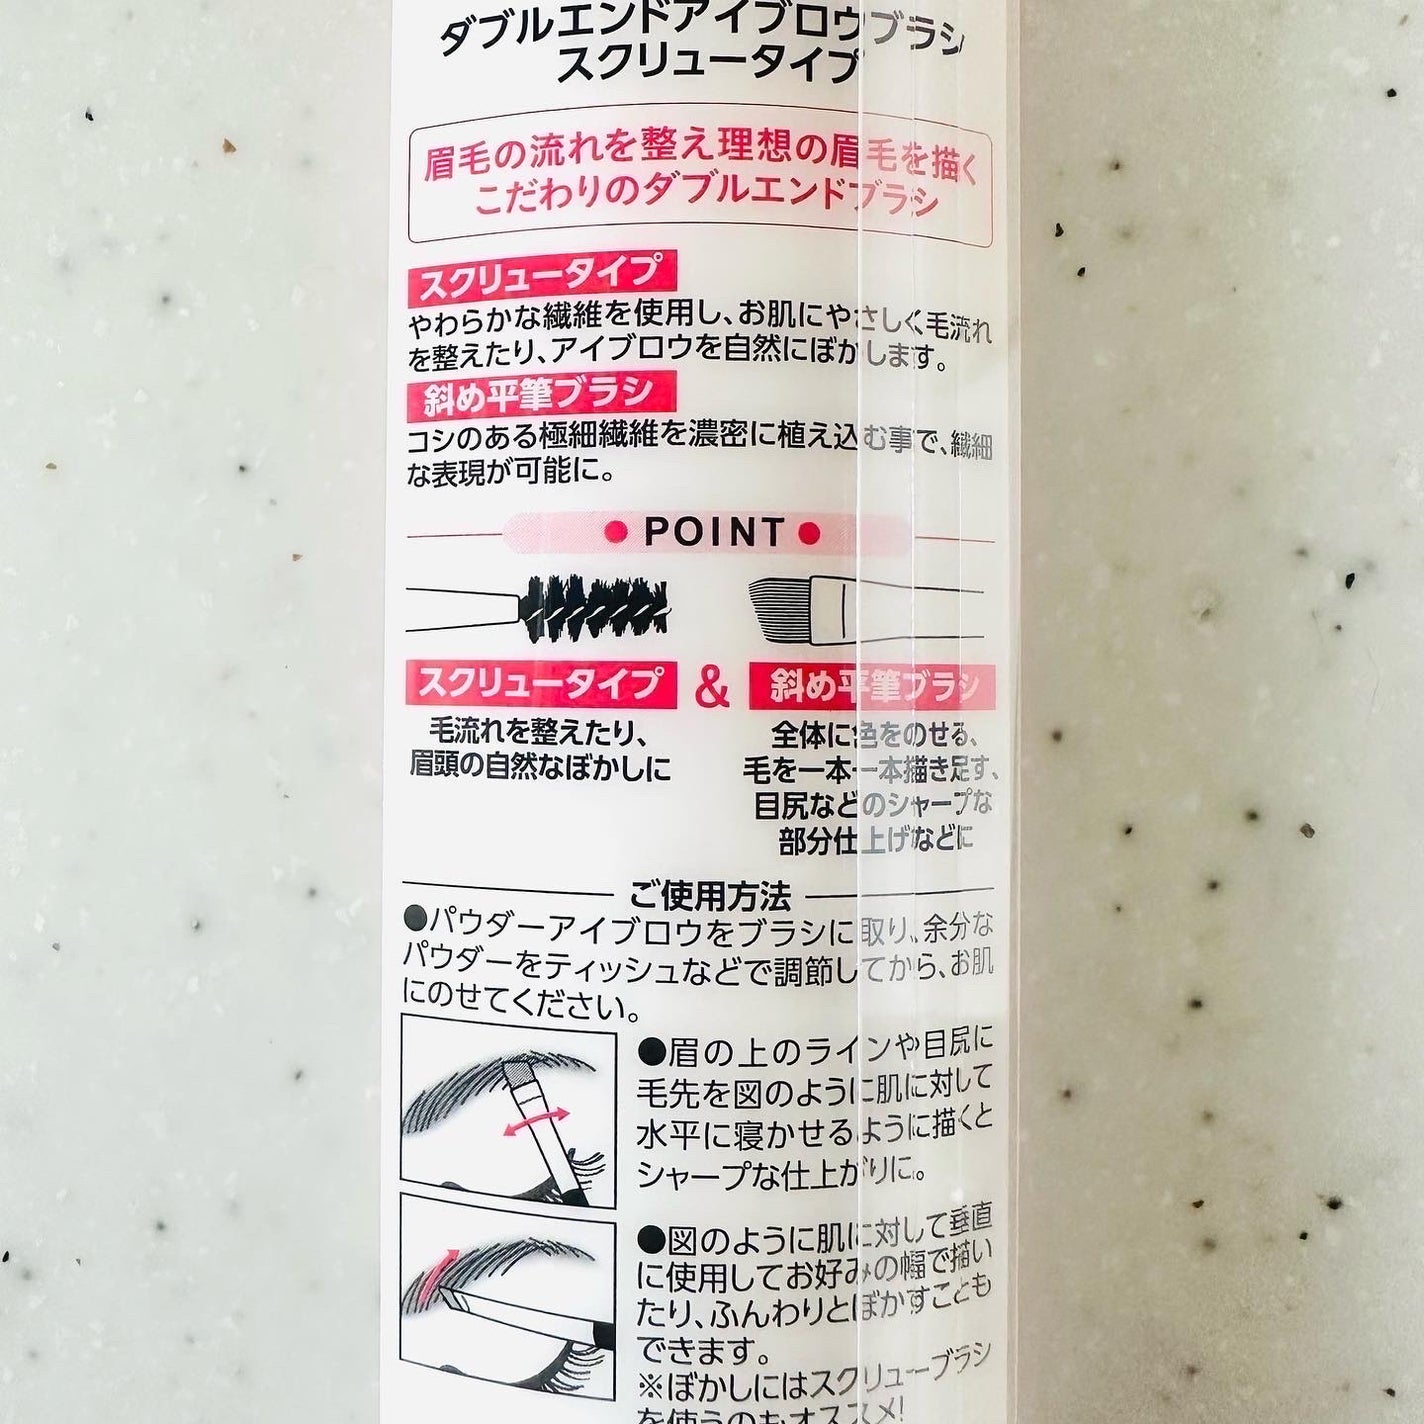 ダブルエンドアイブロウブラシ
スクリュータイプ
眉毛の流れを整え理想の眉毛を描く
こだわりのダブルエンドブラシ
スクリュータイプ
やわらかな繊維を使用し、お肌にやさしく毛流れ
を整えたり、アイブロウを自然にぼかします。
斜め平筆ブラシ
コシのある極細繊維を濃密に植え込む事で、繊細
な表現が可能に。
●POINT●
スクリュータイプ & 斜め平筆ブラシ
毛流れを整えたり、
眉頭の自然なぼかしに
全体に色をのせる、
毛を一本一本描き足す、
目尻などのシャープな
部分仕上げなどに
ご使用方法
●パウダーアイブロウをブラシに取り、余分な
パウダーをティッシュなどで調節してから、お肌
にのせてください。
●眉の上のラインや目尻に
毛先を図のように肌に対して
水平に寝かせるように描くと
シャープな仕上がりに。
●図のように肌に対して垂直
に使用してお好みの幅で描い
たり、ふんわりとぼかすことも
できます。
※ぼかしにはスクリューブラシ
を使うのもオススメ!